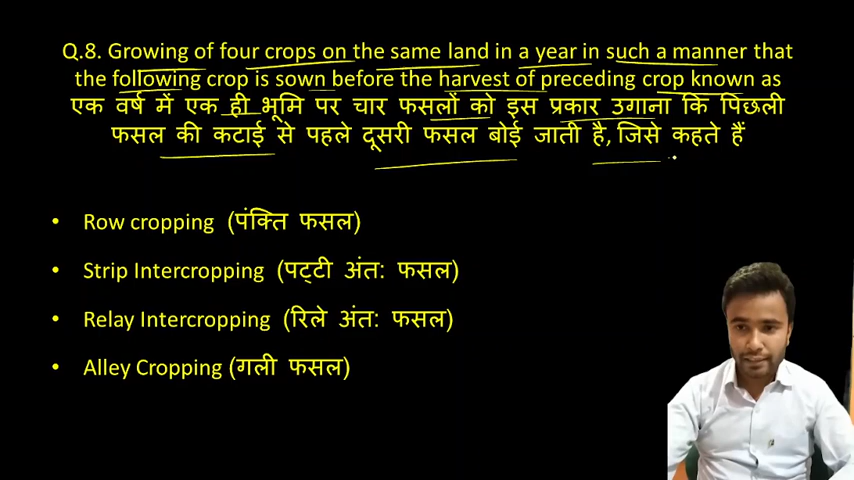 Q.8. Growing of four crops on the same land in a year in such a manner that
the following crop is sown before the harvest of preceding crop known as
एक वर्ष में एक ही भूमि पर चार फसलों को इस प्रकार उगाना कि पिछली
फसल की कटाई से पहले दूसरी फसल बोई जाती है, जिसे कहते हैं
• Row cropping (पंक्ति फसल)
• Strip Intercropping (पट्टी अंत: फसल)
• Relay Intercropping (रिले अंत: फसल)
• Alley Cropping (गली फसल)